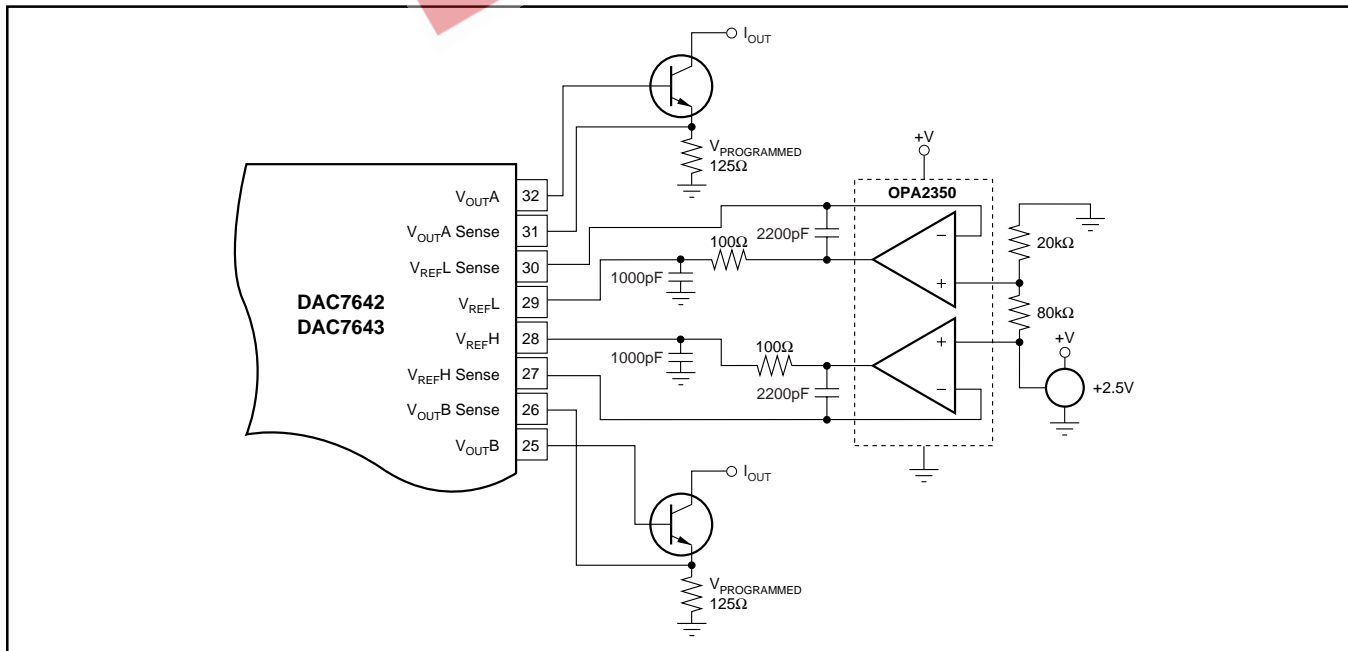 I_OUT
V_PROGRAMMED
125Ω
+V
OPA2350
V_OUTA 32
V_OUTA Sense 31
V_REFL Sense 30
V_REFL 29
V_REFH 28
V_REFH Sense 27
V_OUTB Sense 26
V_OUTB 25
DAC7642
DAC7643
2200pF
100Ω
1000pF
20kΩ
80kΩ
–
+
+
–
100Ω
1000pF
2200pF
+V
+2.5V
I_OUT
V_PROGRAMMED
125Ω